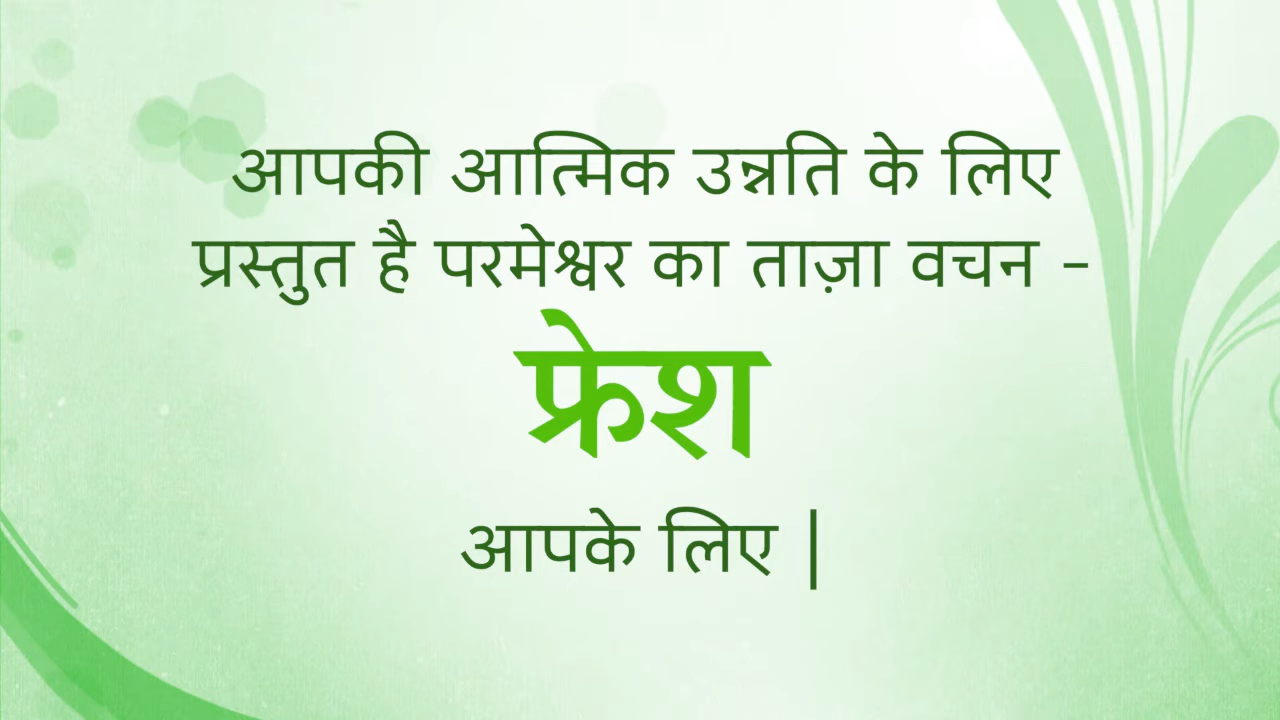 आपकी आत्मिक उन्नति के लिए
प्रस्तुत है परमेश्वर का ताज़ा वचन -
फ्रेश
आपके लिए |